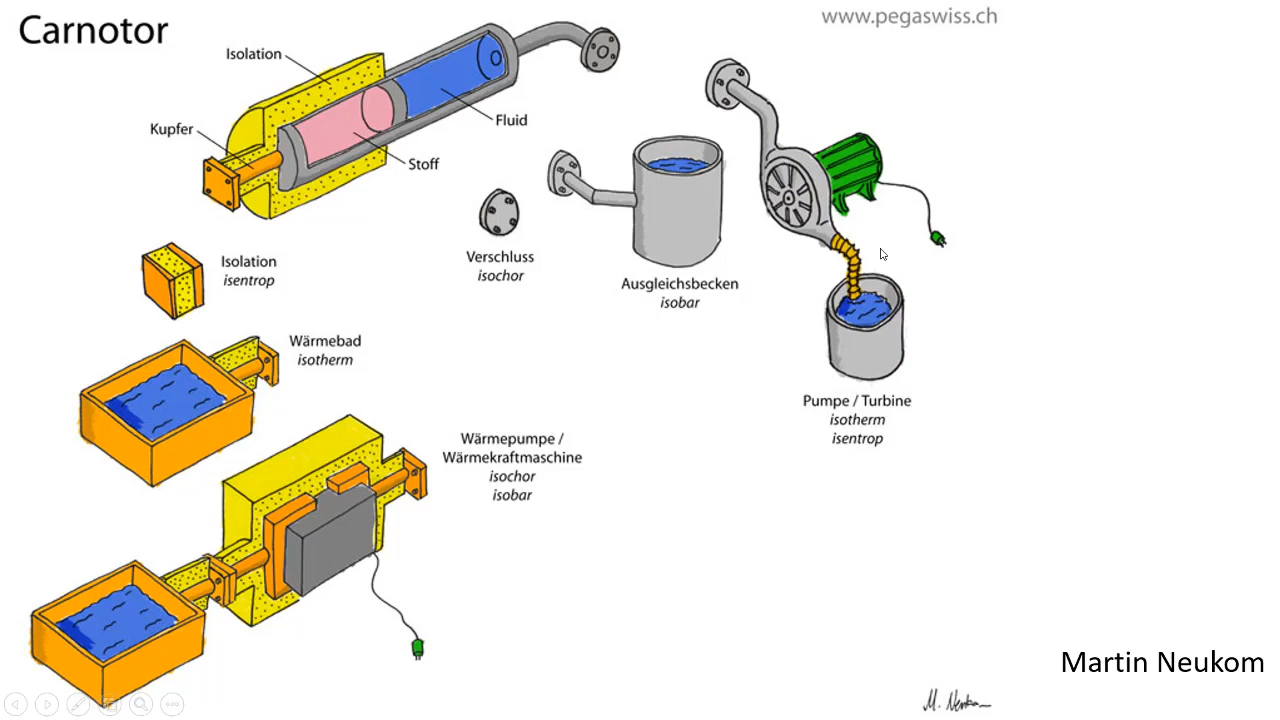 Carnotor
www.pegaswiss.ch
Isolation
Kupfer
Fluid
Stoff
Isolation
isentrop
Verschluss
isochor
Ausgleichsbecken
isobar
Wärmebad
isotherm
Pumpe / Turbine
isotherm
isentrop
Wärmepumpe /
Wärmekraftmaschine
isochor
isobar
Martin Neukom